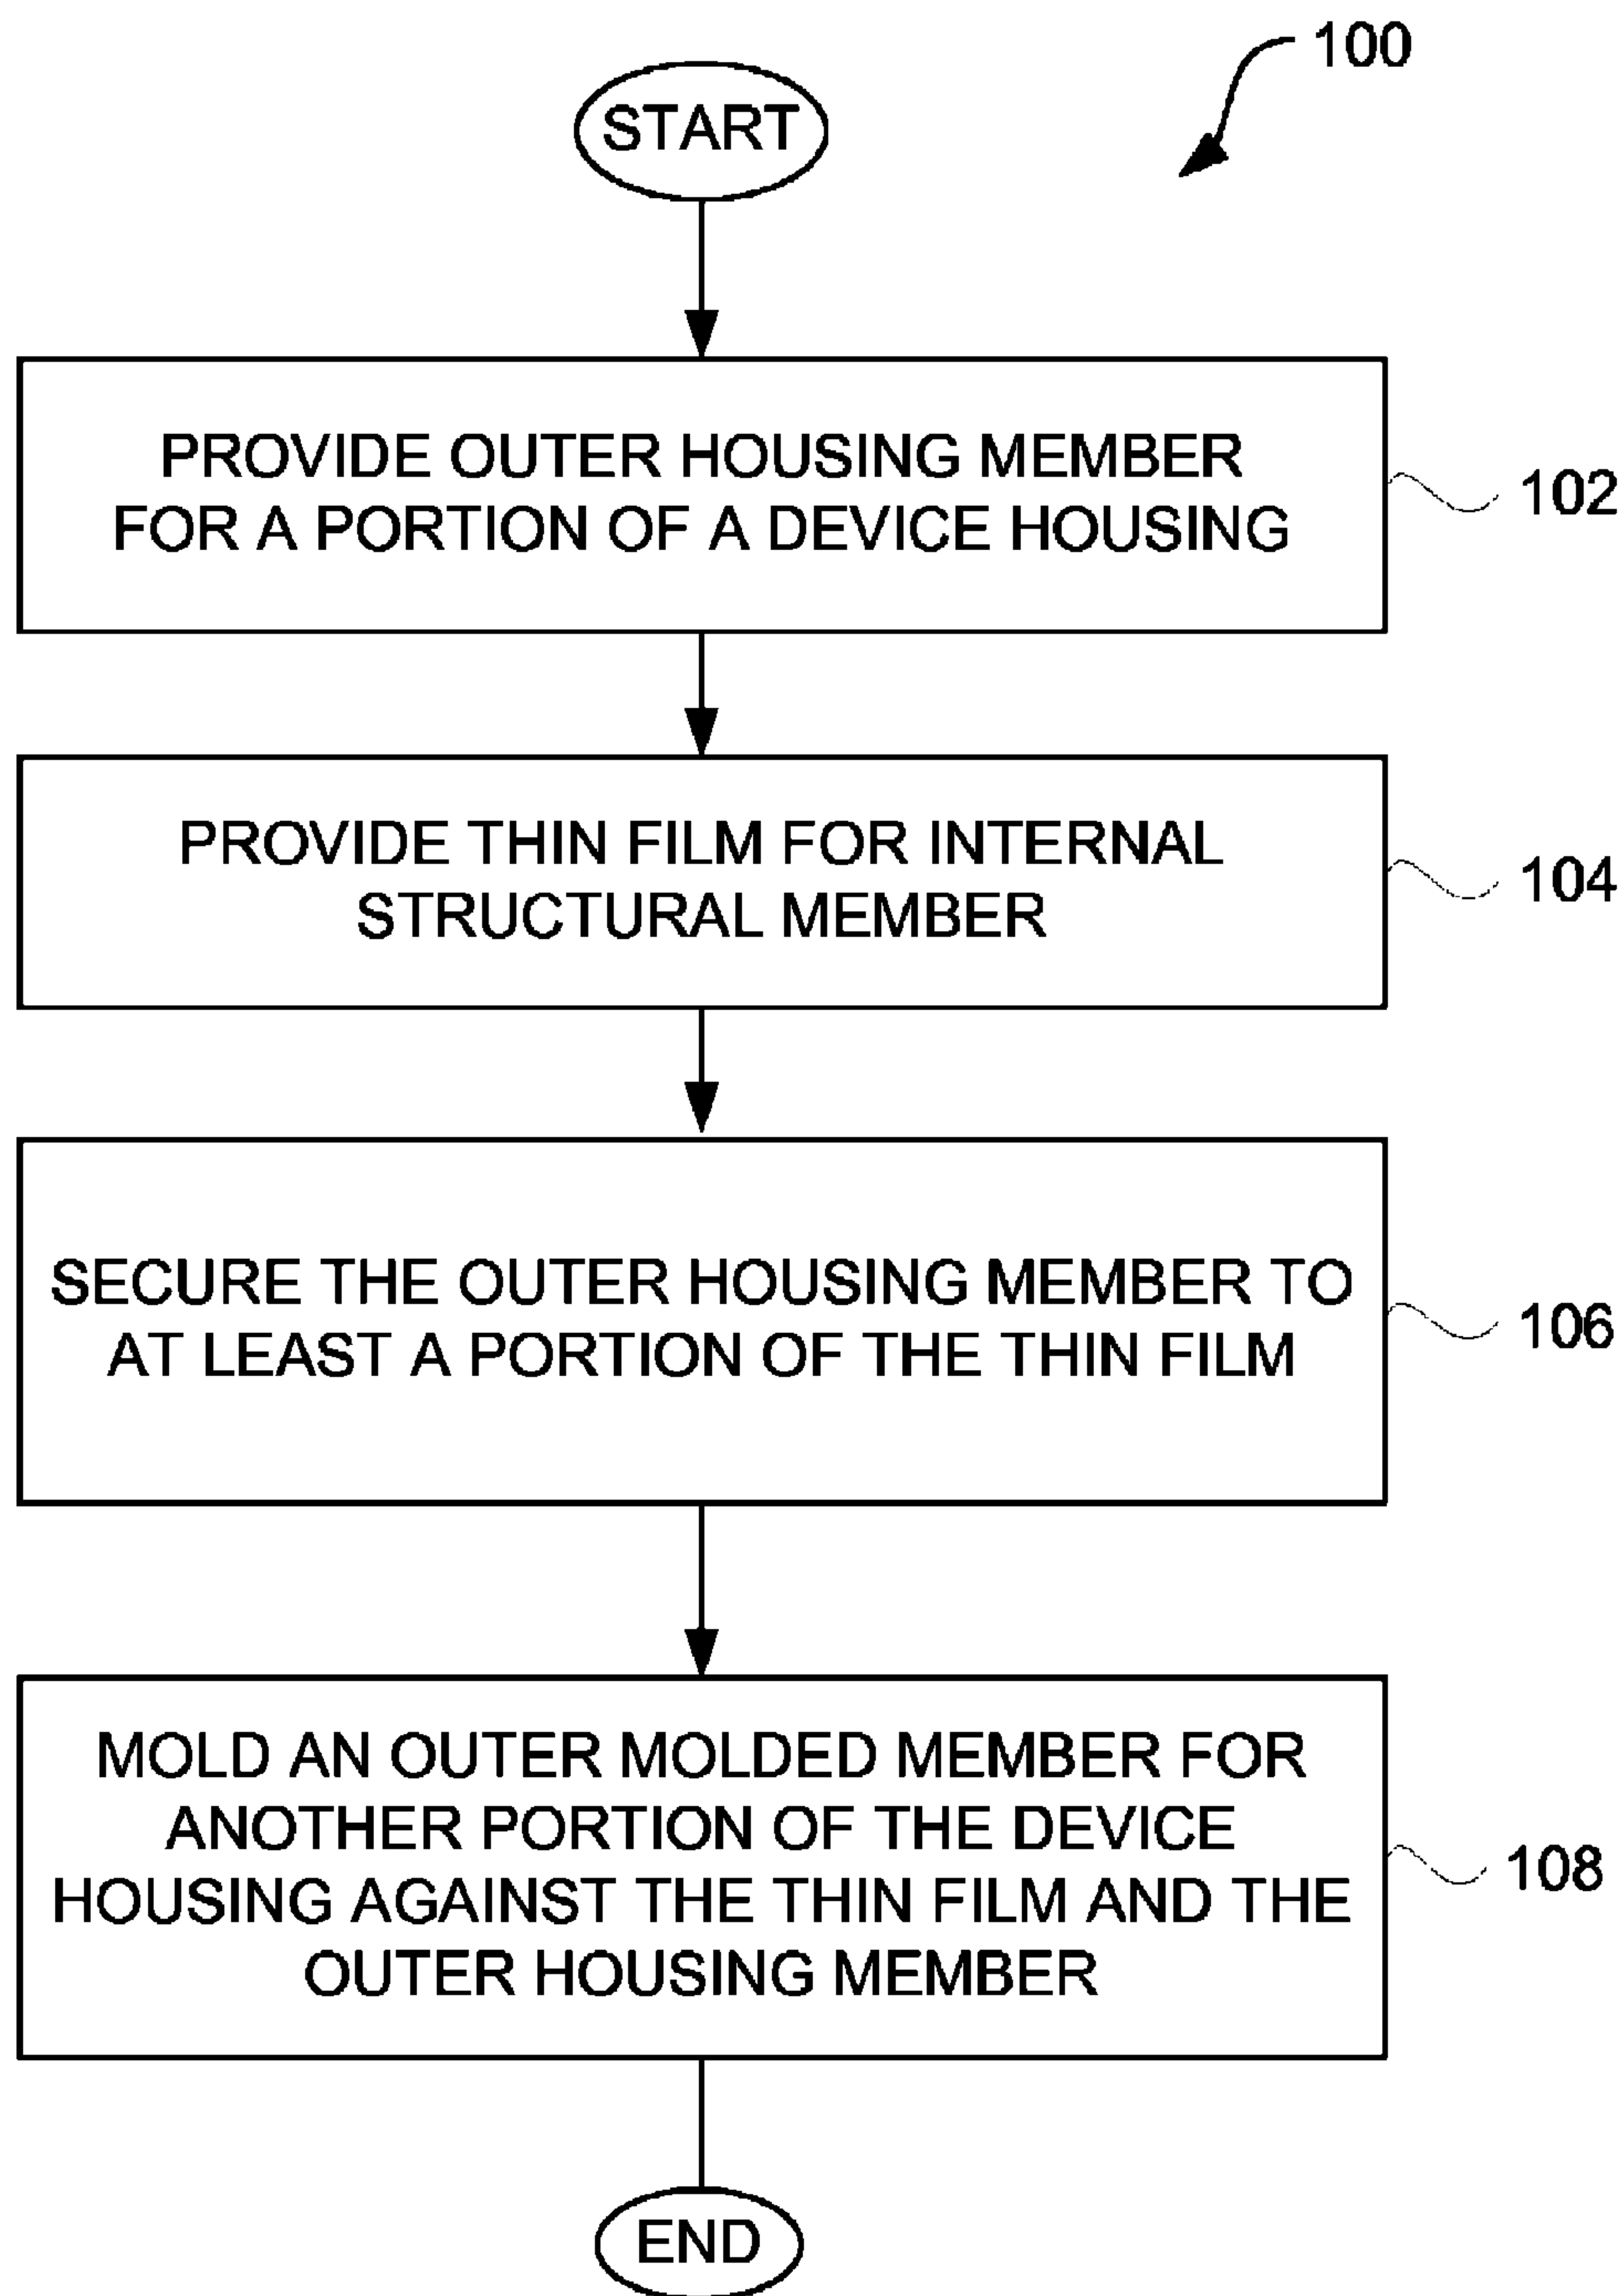 100
START
PROVIDE OUTER HOUSING MEMBER
FOR A PORTION OF A DEVICE HOUSING
102
PROVIDE THIN FILM FOR INTERNAL
STRUCTURAL MEMBER
104
SECURE THE OUTER HOUSING MEMBER TO
AT LEAST A PORTION OF THE THIN FILM
106
MOLD AN OUTER MOLDED MEMBER FOR
ANOTHER PORTION OF THE DEVICE
HOUSING AGAINST THE THIN FILM AND THE
OUTER HOUSING MEMBER
108
END